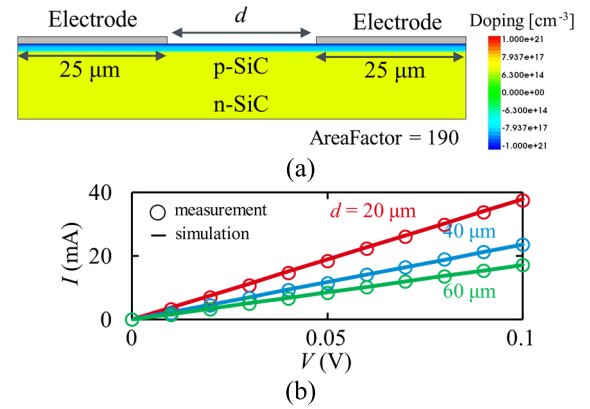 Electrode
d
Electrode
Doping [cm-3]
25 μm
p-SiC
25 μm
n-SiC
AreaFactor = 190
1.000e+21
7.937e+17
6.300e+14
0.000e+00
-6.300e+14
-7.937e+17
-1.000e+21
(a)
40
20
0
I (mA)
measurement
simulation
d = 20 μm
40 μm
60 μm
0
0.05
0.1
V (V)
(b)